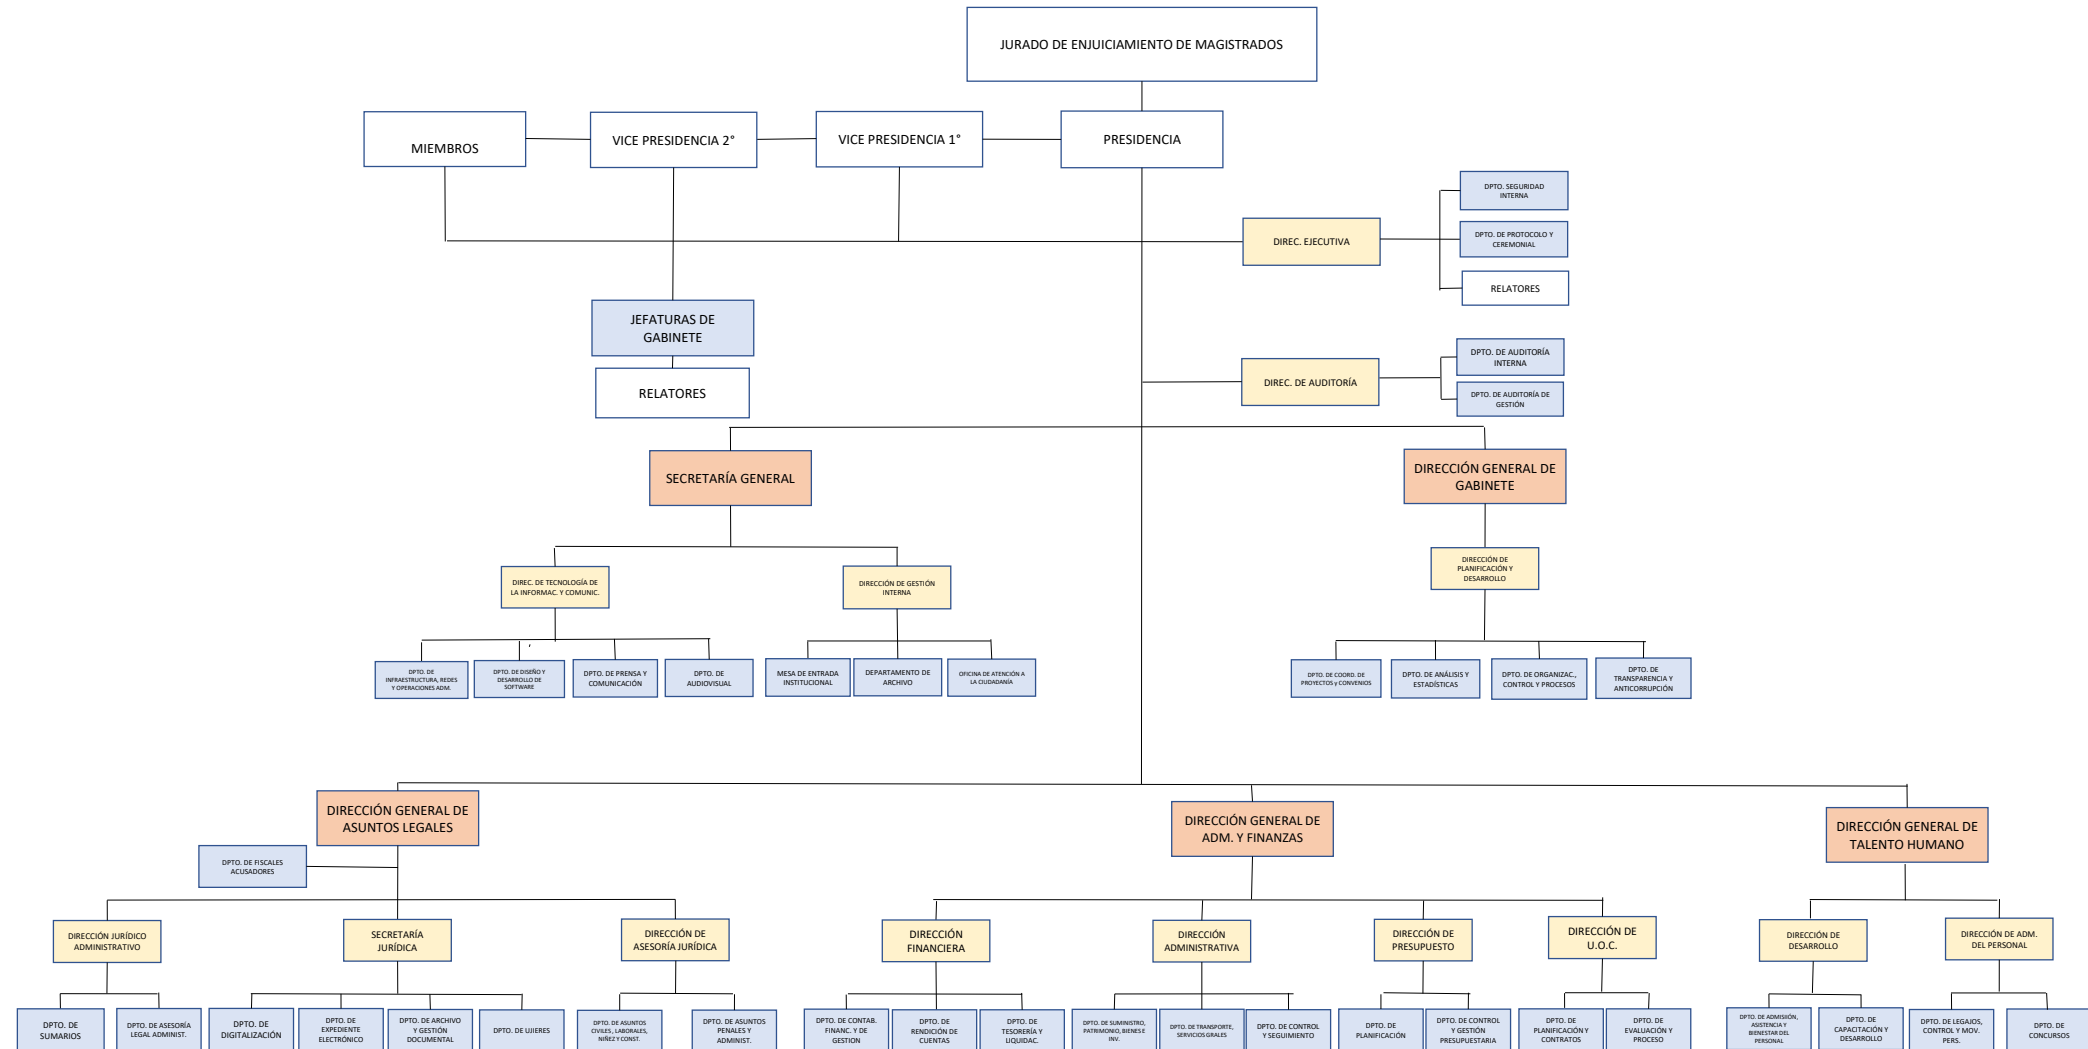 JURADO DE ENJUICIAMIENTO DE MAGISTRADOS
MIEMBROS
VICE PRESIDENCIA 2°
VICE PRESIDENCIA 1°
PRESIDENCIA
DPTO. SEGURIDAD
INTERNA
DIREC. EJECUTIVA
DPTO. DE PROTOCOLO Y
CEREMONIAL
RELATORES
JEFATURAS DE
GABINETE
RELATORES
DIREC. DE AUDITORÍA
DPTO. DE AUDITORÍA
INTERNA
DPTO. DE AUDITORÍA DE
GESTIÓN
SECRETARÍA GENERAL
DIRECCIÓN GENERAL DE
GABINETE
DIREC. DE TECNOLOGÍA DE
LA INFORMAC. Y COMUNIC.
DIRECCIÓN DE GESTIÓN
INTERNA
DIRECCIÓN DE
PLANIFICACIÓN Y
DESARROLLO
DPTO. DE
INFRAESTRUCTURA, REDES
Y OPERACIONES ADM.
DPTO. DE DISEÑO Y
DESARROLLO DE
SOFTWARE
DPTO. DE PRENSA Y
COMUNICACIÓN
DPTO. DE
AUDIOVISUAL
MESA DE ENTRADA
INSTITUCIONAL
DEPARTAMENTO DE
ARCHIVO
OFICINA DE ATENCIÓN A
LA CIUDADANÍA
DPTO. DE COORD. DE
PROYECTOS y CONVENIOS
DPTO. DE ANÁLISIS Y
ESTADÍSTICAS
DPTO. DE ORGANIZAC.,
CONTROL Y PROCESOS
DPTO. DE
TRANSPARENCIA Y
ANTICORRUPCIÓN
DIRECCIÓN GENERAL DE
ASUNTOS LEGALES
DIRECCIÓN GENERAL DE
ADM. Y FINANZAS
DIRECCIÓN GENERAL DE
TALENTO HUMANO
DPTO. DE FISCALES
ACUSADORES
DIRECCIÓN JURÍDICO
ADMINISTRATIVO
SECRETARÍA
JURÍDICA
DIRECCIÓN DE
ASESORÍA JURÍDICA
DIRECCIÓN
FINANCIERA
DIRECCIÓN
ADMINISTRATIVA
DIRECCIÓN DE
PRESUPUESTO
DIRECCIÓN DE
U.O.C.
DIRECCIÓN DE
DESARROLLO
DIRECCIÓN DE ADM.
DEL PERSONAL
DPTO. DE
SUMARIOS
DPTO. DE ASESORÍA
LEGAL ADMINIST.
DPTO. DE
DIGITALIZACIÓN
DPTO. DE
EXPEDIENTE
ELECTRÓNICO
DPTO. DE ARCHIVO
Y GESTIÓN
DOCUMENTAL
DPTO. DE UJIERES
DPTO. DE ASUNTOS
CIVILES , LABORALES,
NIÑEZ Y CONST.
DPTO. DE ASUNTOS
PENALES Y
ADMINIST.
DPTO. DE CONTAB.
FINANC. Y DE
GESTION
DPTO. DE
RENDICIÓN DE
CUENTAS
DPTO. DE
TESORERÍA Y
LIQUIDAC.
DPTO. DE SUMINISTRO,
PATRIMONIO, BIENES E
INV.
DPTO. DE TRANSPORTE,
SERVICIOS GRALES
DPTO. DE CONTROL
Y SEGUIMIENTO
DPTO. DE
PLANIFICACIÓN
DPTO. DE CONTROL
Y GESTIÓN
PRESUPUESTARIA
DPTO. DE
PLANIFICACIÓN Y
CONTRATOS
DPTO. DE
EVALUACIÓN Y
PROCESO
DPTO. DE ADMISIÓN,
ASISTENCIA Y
BIENESTAR DEL
PERSONAL
DPTO. DE
CAPACITACIÓN Y
DESARROLLO
DPTO. DE LEGAJOS,
CONTROL Y MOV.
PERS.
DPTO. DE
CONCURSOS